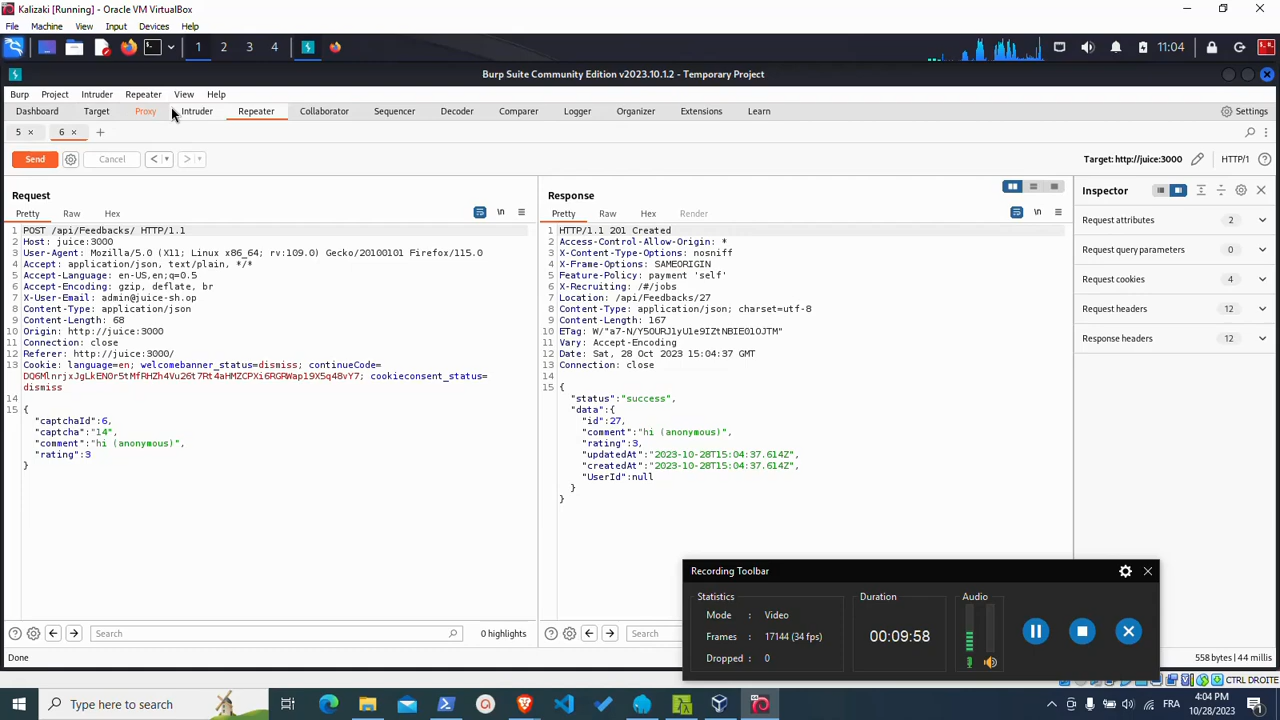 Kalizaki [Running] - Oracle VM VirtualBox
File Machine View Input Devices Help
1 2 3 4 11:04
Burp Suite Community Edition v2023.10.1.2 - Temporary Project
Burp Project Intruder Repeater View Help
Dashboard Target Proxy Intruder Repeater Collaborator Sequencer Decoder Comparer Logger Organizer Extensions Learn Settings
5 × 6 × +
Send Cancel < > Target: http://juice:3000 HTTP/1
Request
Pretty Raw Hex \n
1 POST /api/Feedbacks/ HTTP/1.1
2 Host: juice:3000
3 User-Agent: Mozilla/5.0 (X11; Linux x86_64; rv:109.0) Gecko/20100101 Firefox/115.0
4 Accept: application/json, text/plain, */*
5 Accept-Language: en-US,en;q=0.5
6 Accept-Encoding: gzip, deflate, br
7 X-User-Email: admin@juice-sh.op
8 Content-Type: application/json
9 Content-Length: 68
10 Origin: http://juice:3000
11 Connection: close
12 Referer: http://juice:3000/
13 Cookie: language=en; welcomebanner_status=dismiss; continueCode=
DQ6MlnrjxJgLkENOr5tMfRHZh4Vu26t7Rt4aHMZCPXi6RGRWap19X5q48vY7; cookieconsent_status=
dismiss
14
15 {
"captchaId":6,
"captcha":"14",
"comment":"hi (anonymous)",
"rating":3
}
Search 0 highlights
Response
Pretty Raw Hex Render \n
1 HTTP/1.1 201 Created
2 Access-Control-Allow-Origin: *
3 X-Content-Type-Options: nosniff
4 X-Frame-Options: SAMEORIGIN
5 Feature-Policy: payment 'self'
6 X-Recruiting: /#/jobs
7 Location: /api/Feedbacks/27
8 Content-Type: application/json; charset=utf-8
9 Content-Length: 167
10 ETag: W/"a7-N/Y5OURJ1yU1e9IZtNBIE01OJTM"
11 Vary: Accept-Encoding
12 Date: Sat, 28 Oct 2023 15:04:37 GMT
13 Connection: close
14
15 {
"status":"success",
"data":{
"id":27,
"comment":"hi (anonymous)",
"rating":3,
"updatedAt":"2023-10-28T15:04:37.614Z",
"createdAt":"2023-10-28T15:04:37.614Z",
"UserId":null
}
}
Search
Inspector
Request attributes 2
Request query parameters 0
Request cookies 4
Request headers 12
Response headers 12
Recording Toolbar
Statistics
Mode : Video
Frames : 17144 (34 fps)
Dropped : 0
Duration
00:09:58
Audio
Done 558 bytes | 44 millis
CTRL DROITE
Type here to search FRA 4:04 PM
10/28/2023